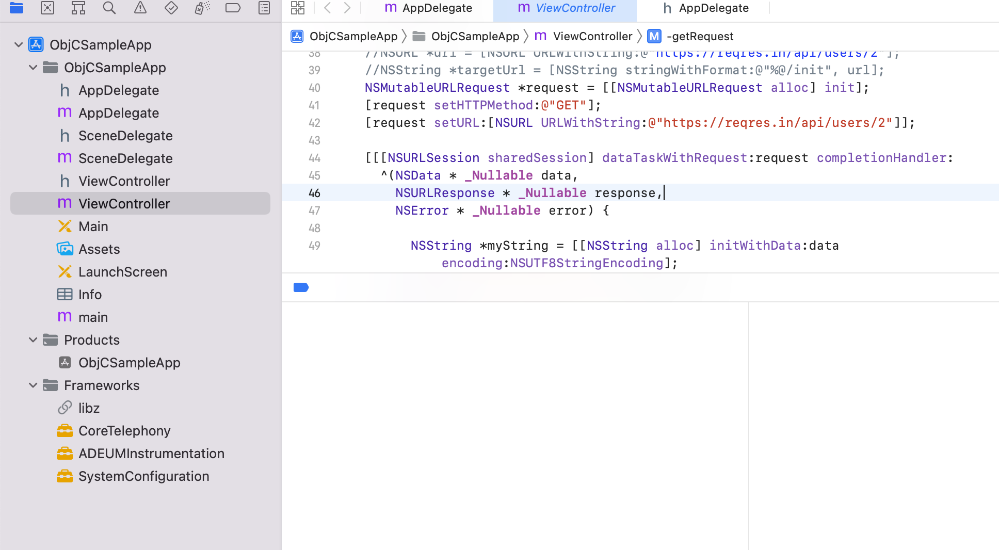 AppDelegate
ViewController
AppDelegate
ObjCSampleApp
ObjCSampleApp
ViewController
M -getRequest
ObjCSampleApp
ObjCSampleApp
h AppDelegate
m AppDelegate
h SceneDelegate
m SceneDelegate
h ViewController
m ViewController
Main
Assets
LaunchScreen
Info
m main
Products
ObjCSampleApp
Frameworks
libz
CoreTelephony
ADEUMInstrumentation
SystemConfiguration
38 //NSURL *url = [NSURL URLWithString:@"https://reqres.in/api/users/2"];
39 //NSString *targetUrl = [NSString stringWithFormat:@"%@/init", url];
40 NSMutableURLRequest *request = [[NSMutableURLRequest alloc] init];
41 [request setHTTPMethod:@"GET"];
42 [request setURL:[NSURL URLWithString:@"https://reqres.in/api/users/2"]];
43
44 [[[NSURLSession sharedSession] dataTaskWithRequest:request completionHandler:
45 ^(NSData * _Nullable data,
46 NSURLResponse * _Nullable response,
47 NSError * _Nullable error) {
48
49 NSString *myString = [[NSString alloc] initWithData:data
encoding:NSUTF8StringEncoding];